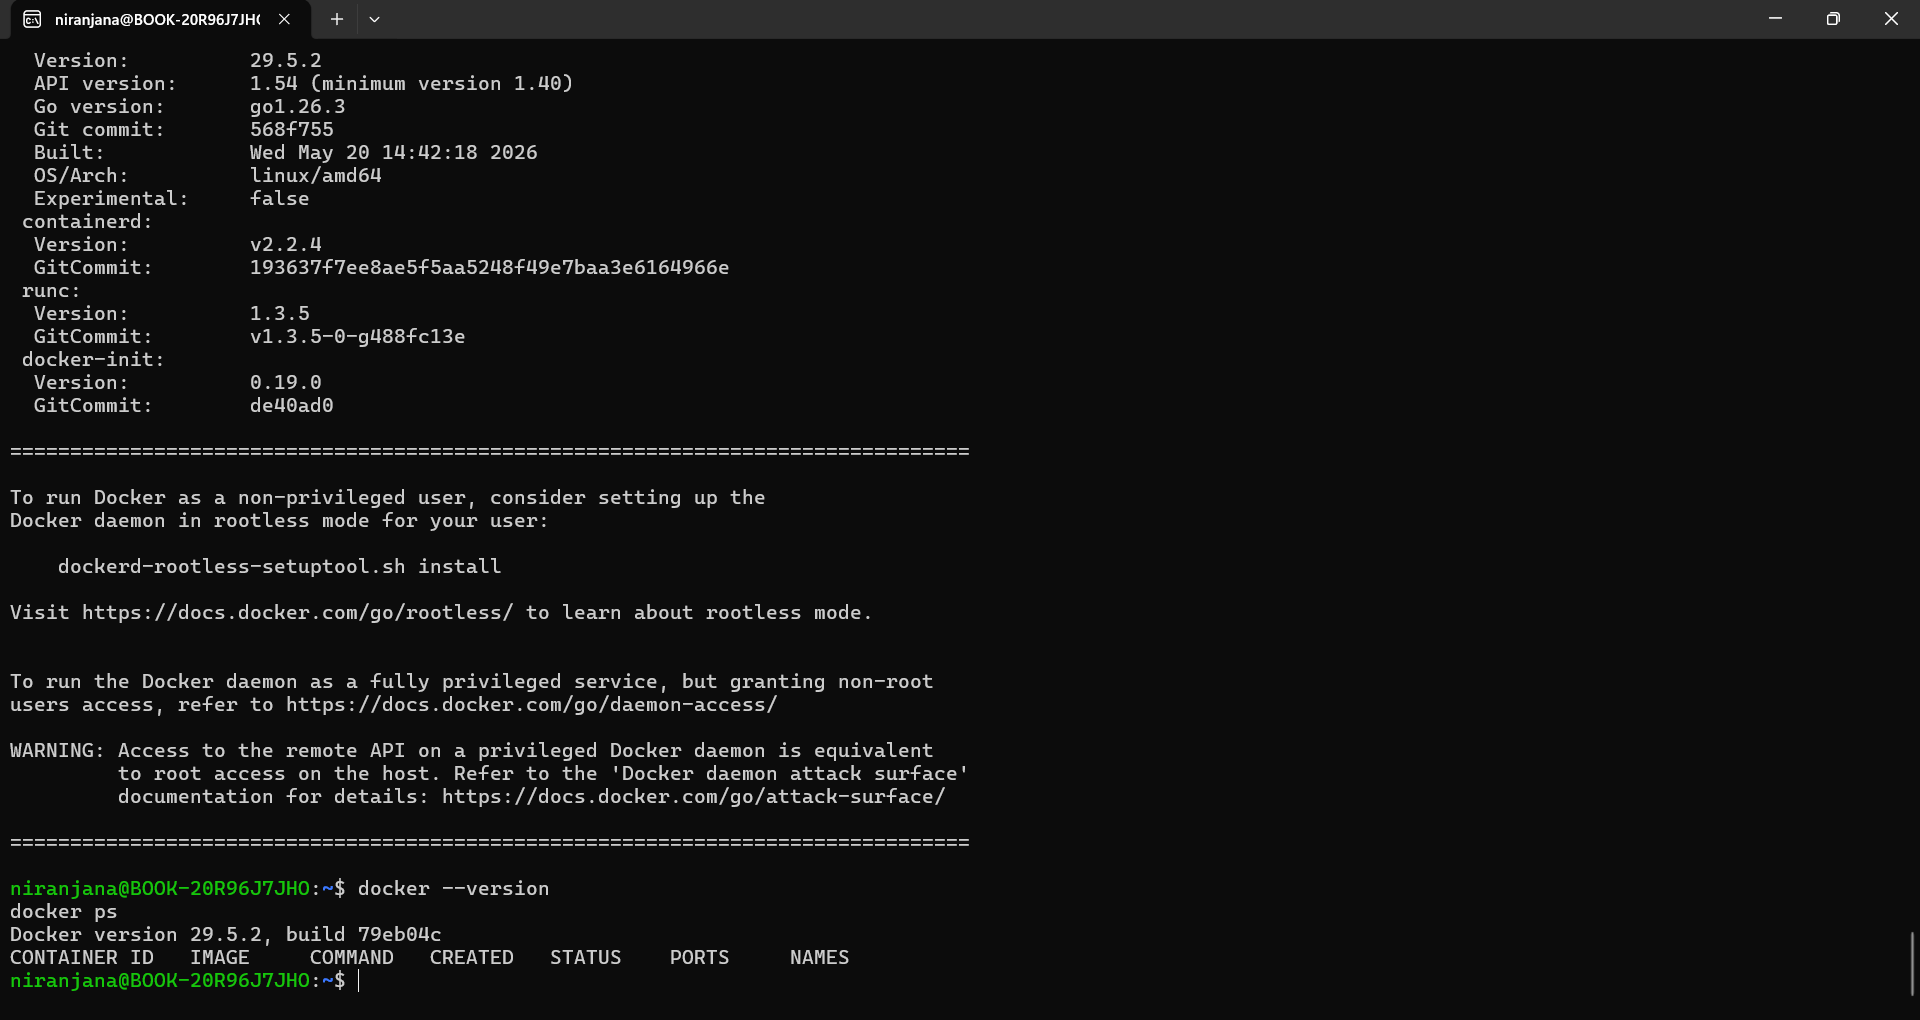 niranjana@BOOK-20R96J7JH
Version: 29.5.2
API version: 1.54 (minimum version 1.40)
Go version: go1.26.3
Git commit: 568f755
Built: Wed May 20 14:42:18 2026
OS/Arch: linux/amd64
Experimental: false
containerd:
Version: v2.2.4
GitCommit: 193637f7ee8ae5f5aa5248f49e7baa3e6164966e
runc:
Version: 1.3.5
GitCommit: v1.3.5-0-g488fc13e
docker-init:
Version: 0.19.0
GitCommit: de40ad0
================================================================================
To run Docker as a non-privileged user, consider setting up the
Docker daemon in rootless mode for your user:
dockerd-rootless-setuptool.sh install
Visit https://docs.docker.com/go/rootless/ to learn about rootless mode.
To run the Docker daemon as a fully privileged service, but granting non-root
users access, refer to https://docs.docker.com/go/daemon-access/
WARNING: Access to the remote API on a privileged Docker daemon is equivalent
to root access on the host. Refer to the 'Docker daemon attack surface'
documentation for details: https://docs.docker.com/go/attack-surface/
================================================================================
niranjana@BOOK-20R96J7JHO:~$ docker --version
docker ps
Docker version 29.5.2, build 79eb04c
CONTAINER ID IMAGE COMMAND CREATED STATUS PORTS NAMES
niranjana@BOOK-20R96J7JHO:~$